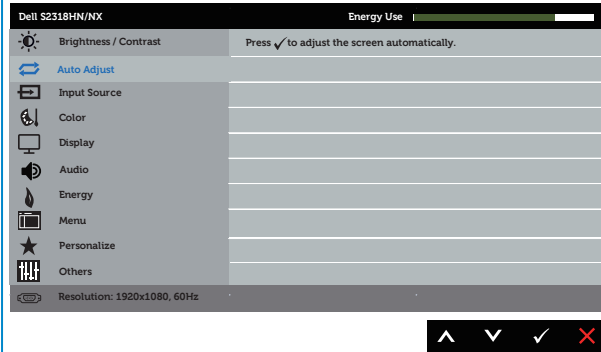 Dell S2318HN/NX Energy Use
Brightness / Contrast Press ✓ to adjust the screen automatically.
Auto Adjust
Input Source
Color
Display
Audio
Energy
Menu
Personalize
Others
Resolution: 1920x1080, 60Hz